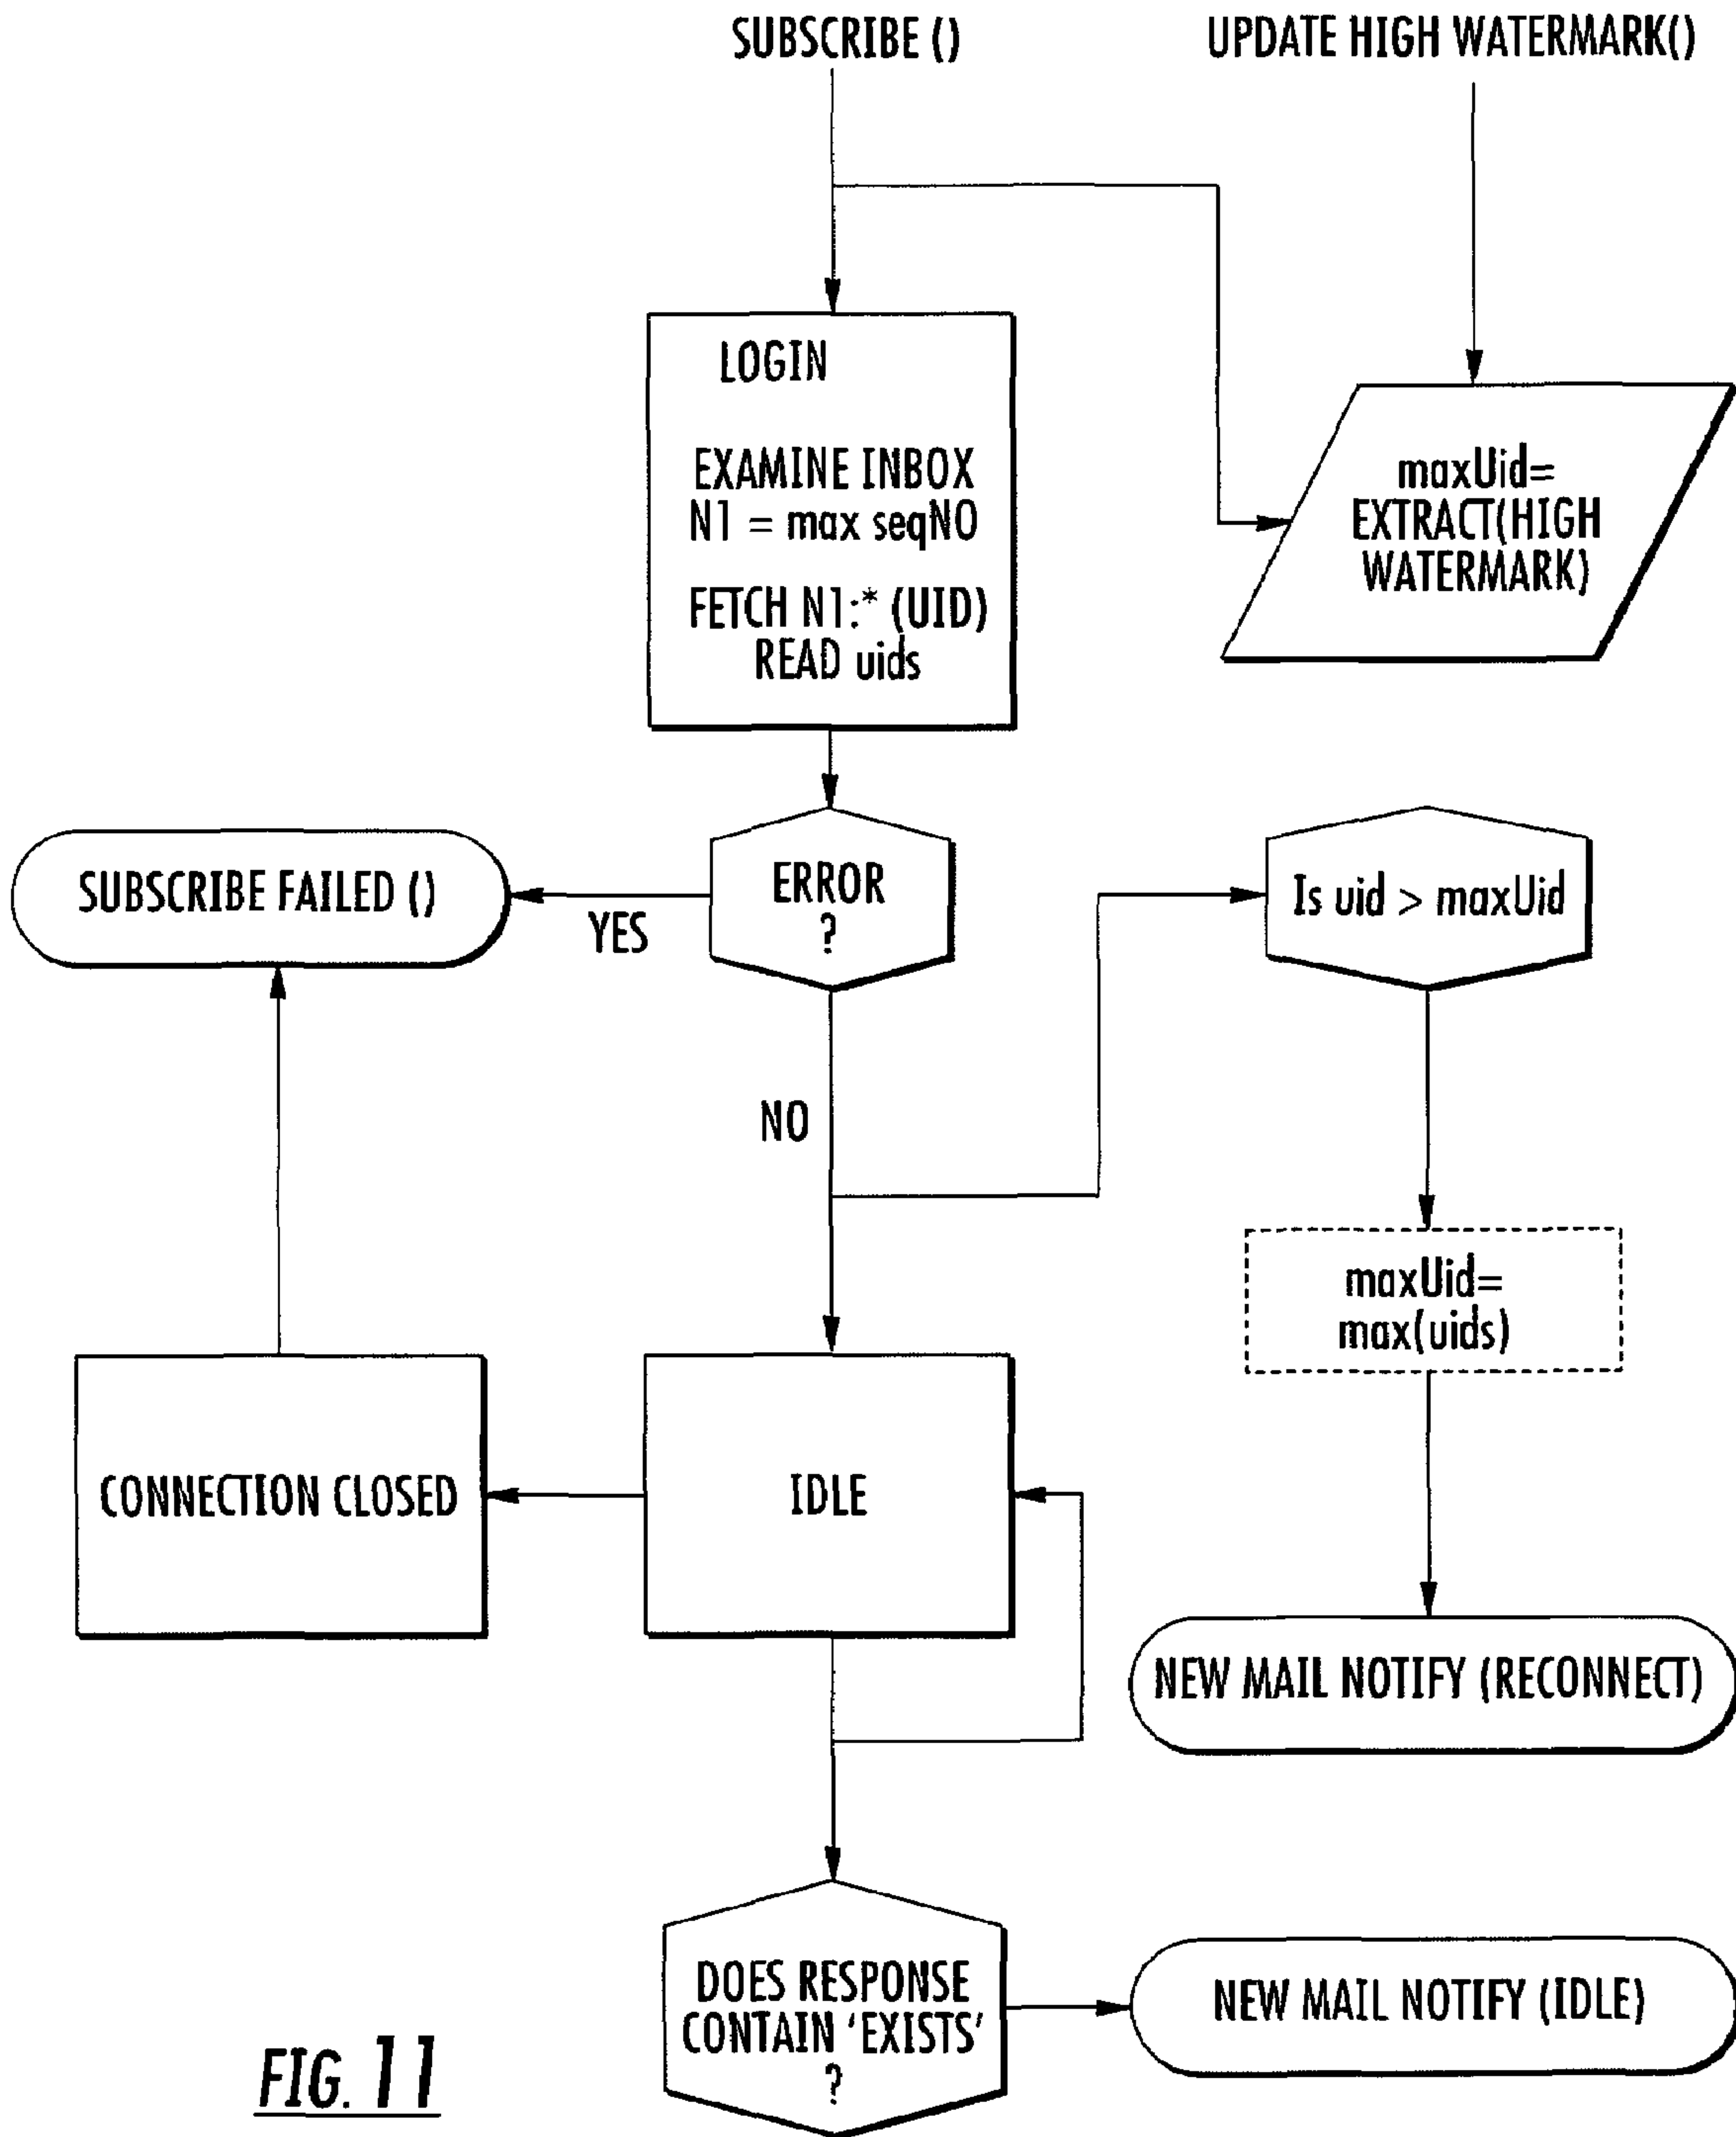 SUBSCRIBE ()
UPDATE HIGH WATERMARK()
LOGIN
EXAMINE INBOX
N1 = max seqNO
FETCH N1:* (UID)
READ uids
maxUid=
EXTRACT(HIGH
WATERMARK)
SUBSCRIBE FAILED ()
YES
ERROR
?
Is uid > maxUid
NO
maxUid=
max(uids)
CONNECTION CLOSED
IDLE
NEW MAIL NOTIFY (RECONNECT)
DOES RESPONSE
CONTAIN 'EXISTS'
?
NEW MAIL NOTIFY (IDLE)
FIG. 11